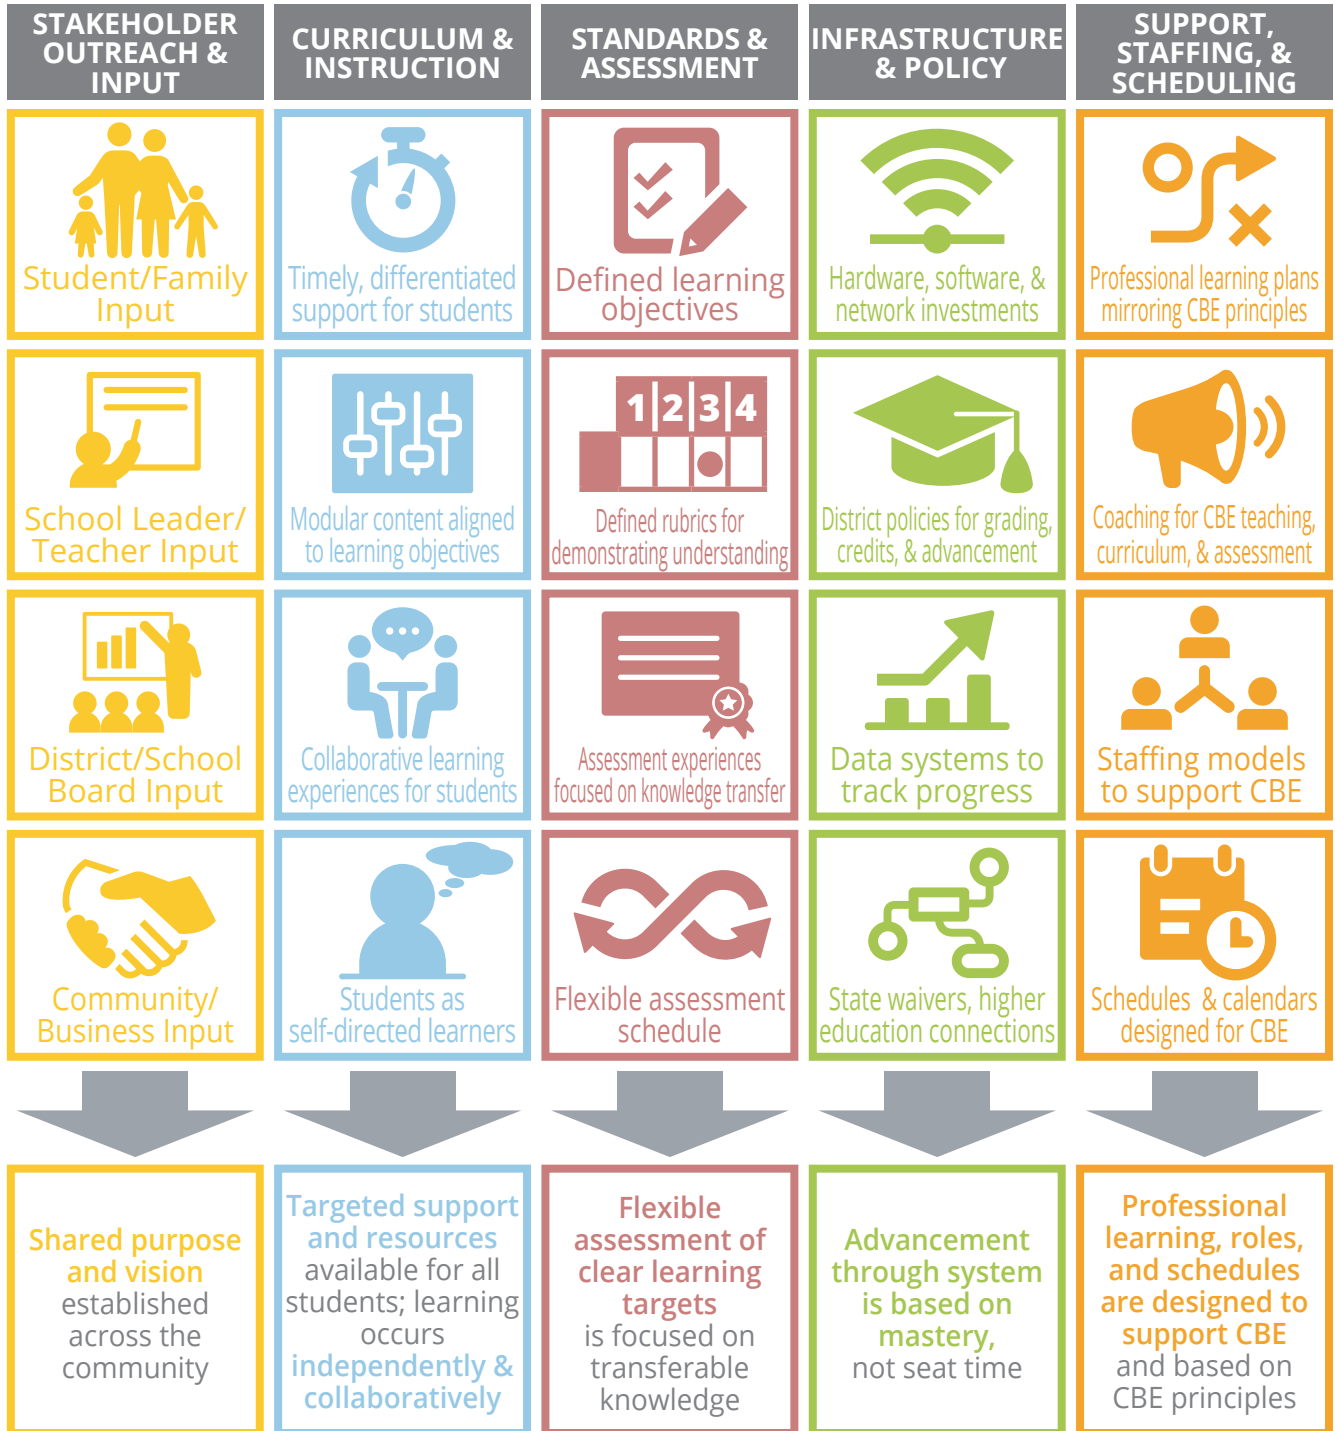 STAKEHOLDER
OUTREACH &
INPUT
CURRICULUM &
INSTRUCTION
STANDARDS &
ASSESSMENT
INFRASTRUCTURE
& POLICY
SUPPORT,
STAFFING, &
SCHEDULING
Student/Family
Input
Timely, differentiated
support for students
Defined learning
objectives
Hardware, software, &
network investments
Professional learning plans
mirroring CBE principles
School Leader/
Teacher Input
Modular content aligned
to learning objectives
1 2 3 4
Defined rubrics for
demonstrating understanding
District policies for grading,
credits, & advancement
Coaching for CBE teaching,
curriculum, & assessment
District/School
Board Input
Collaborative learning
experiences for students
Assessment experiences
focused on knowledge transfer
Data systems to
track progress
Staffing models
to support CBE
Community/
Business Input
Students as
self-directed learners
Flexible assessment
schedule
State waivers, higher
education connections
Schedules & calendars
designed for CBE
Shared purpose
and vision
established
across the
community
Targeted support
and resources
available for all
students; learning
occurs
independently &
collaboratively
Flexible
assessment of
clear learning
targets
is focused on
transferable
knowledge
Advancement
through system
is based on
mastery,
not seat time
Professional
learning, roles,
and schedules
are designed to
support CBE
and based on
CBE principles